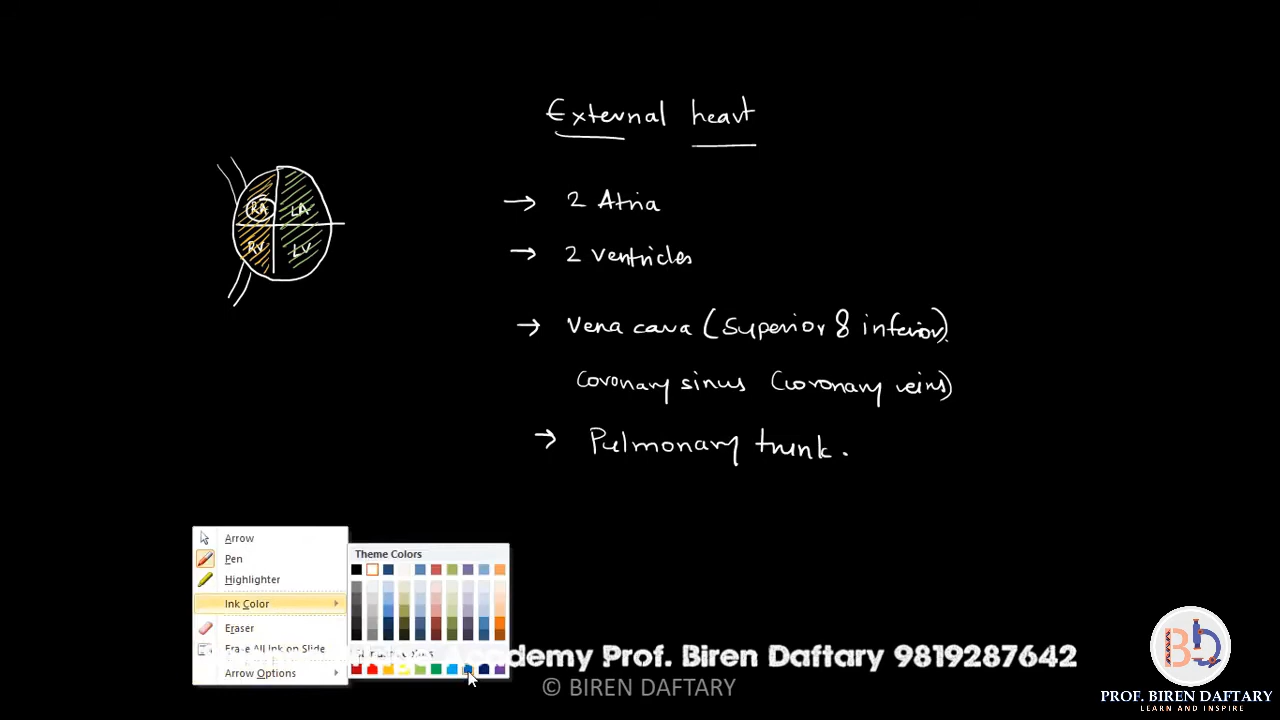 External heart
→ 2 Atria
→ 2 ventricles
→ Vena cava (Superior & inferior).
Coronary sinus (coronary veins)
→ Pulmonary trunk.
RA LA
RV LV
Arrow
Pen
Highlighter
Ink Color
Eraser
Erase All Ink on Slide
Arrow Options
Theme Colors
Academy Prof. Biren Daftary 9819287642
© BIREN DAFTARY
PROF. BIREN DAFTARY
LEARN AND INSPIRE